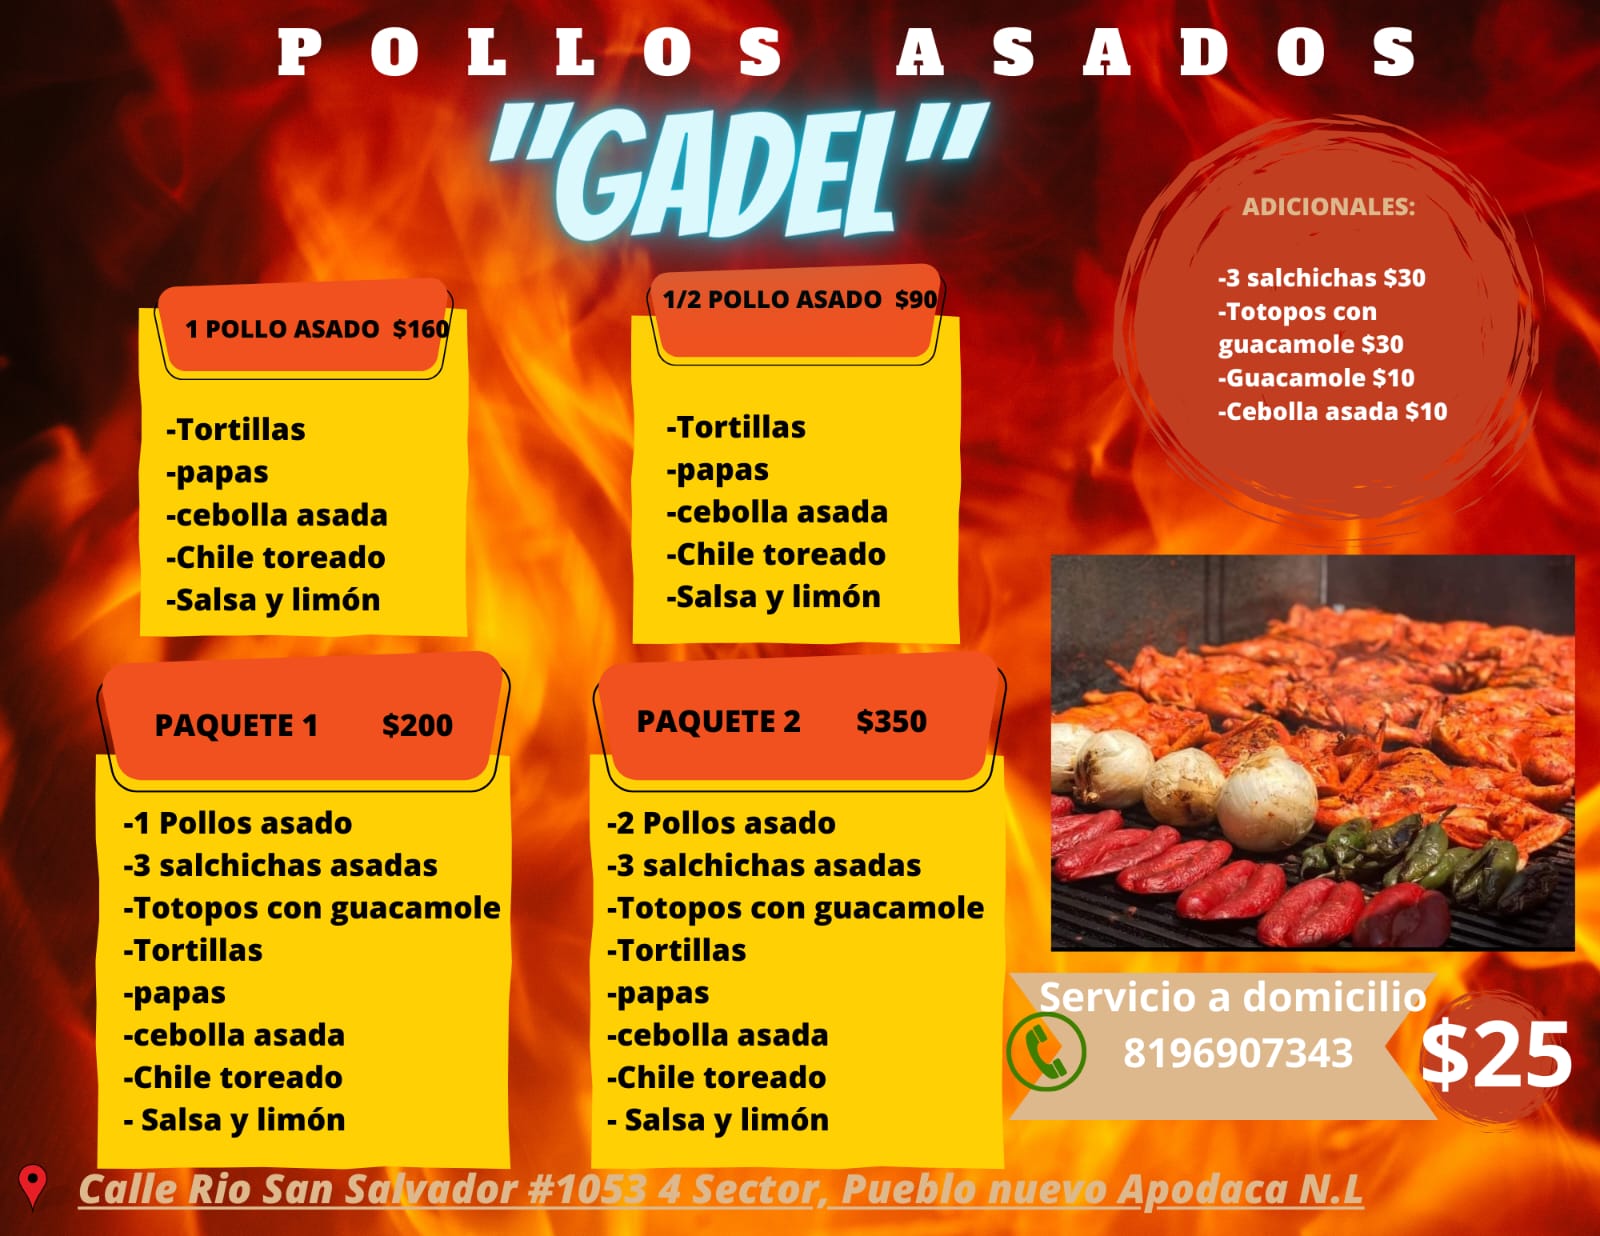 POLLOS ASADOS
"GADEL"
1 POLLO ASADO $160
-Tortillas
-papas
-cebolla asada
-Chile toreado
-Salsa y limón
1/2 POLLO ASADO $90
-Tortillas
-papas
-cebolla asada
-Chile toreado
-Salsa y limón
ADICIONALES:
-3 salchichas $30
-Totopos con
guacamole $30
-Guacamole $10
-Cebolla asada $10
PAQUETE 1 $200
-1 Pollos asado
-3 salchichas asadas
-Totopos con guacamole
-Tortillas
-papas
-cebolla asada
-Chile toreado
- Salsa y limón
PAQUETE 2 $350
-2 Pollos asado
-3 salchichas asadas
-Totopos con guacamole
-Tortillas
-papas
-cebolla asada
-Chile toreado
- Salsa y limón
Servicio a domicilio
8196907343
$25
Calle Rio San Salvador #1053 4 Sector, Pueblo nuevo Apodaca N.L